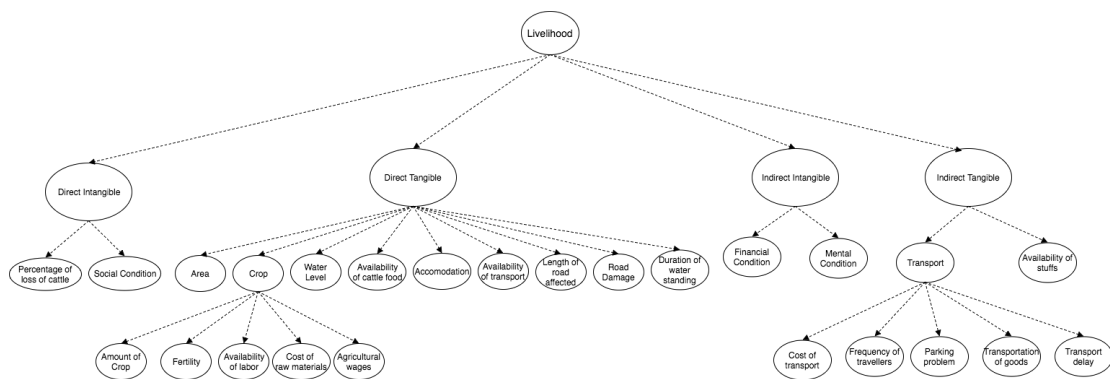 Livelihood
Direct Intangible
Direct Tangible
Indirect Intangible
Indirect Tangible
Percentage of
loss of cattle
Social Condition
Area
Crop
Water
Level
Availability
of cattle food
Accomodation
Availability
of transport
Length of
road
affected
Road
Damage
Duration of
water
standing
Financial
Condition
Mental
Condition
Transport
Availability of
stuffs
Amount of
Crop
Fertility
Availability
of labor
Cost of
raw materials
Agricultural
wages
Cost of
transport
Frequency of
travellers
Parking
problem
Transportation
of goods
Transport
delay